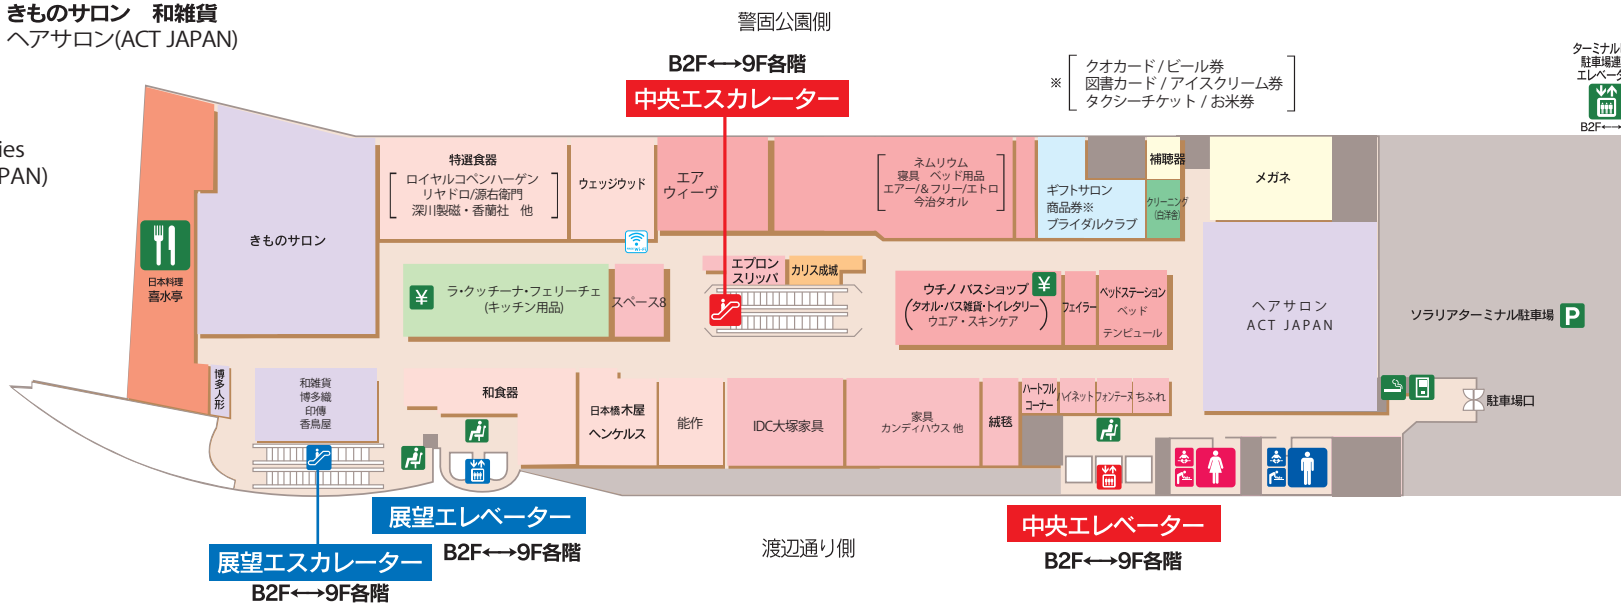 きものサロン　和雑貨
ヘアサロン(ACT JAPAN)
ies
PAN)
警固公園側
B2F⟷9F各階
中央エスカレーター
※
クオカード / ビール券
図書カード / アイスクリーム券
タクシーチケット / お米券
ターミナル
駐車場連
エレベータ
B2F⟷
特選食器
ロイヤルコペンハーゲン
リヤドロ/源右衛門
深川製磁・香蘭社　他
ウェッジウッド
エア
ウィーヴ
ネムリウム
寝具　ベッド用品
エアー/&フリー/エトロ
今治タオル
ギフトサロン
商品券※
ブライダルクラブ
補聴器
クリーニング
(白洋舎)
メガネ
きものサロン
日本料理
喜水亭
Wi-Fi
¥
ラ・クッチーナ・フェリーチェ
(キッチン用品)
スペース8
エプロン
スリッパ
カリス成城
ウチノ バスショップ
¥
(タオル・バス雑貨・トイレタリー
ウエア・スキンケア)
フェイラー
ベッドステーション
ベッド
テンピュール
ヘアサロン
ACT JAPAN
ソラリアターミナル駐車場
P
博多人形
和雑貨
博多織
印傳
香鳥屋
和食器
日本橋木屋
ヘンケルス
能作
IDC大塚家具
家具
カンディハウス 他
絨毯
ハートフル
コーナー
ハイネット
フォンテーヌ
ちふれ
駐車場口
展望エレベーター
B2F⟷9F各階
展望エスカレーター
B2F⟷9F各階
渡辺通り側
中央エレベーター
B2F⟷9F各階